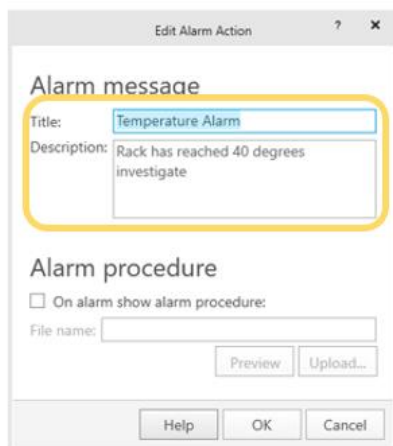 Edit Alarm Action ? ×
Alarm message
Title: Temperature Alarm
Description: Rack has reached 40 degrees
investigate
Alarm procedure
On alarm show alarm procedure:
File name:
Preview Upload...
Help OK Cancel